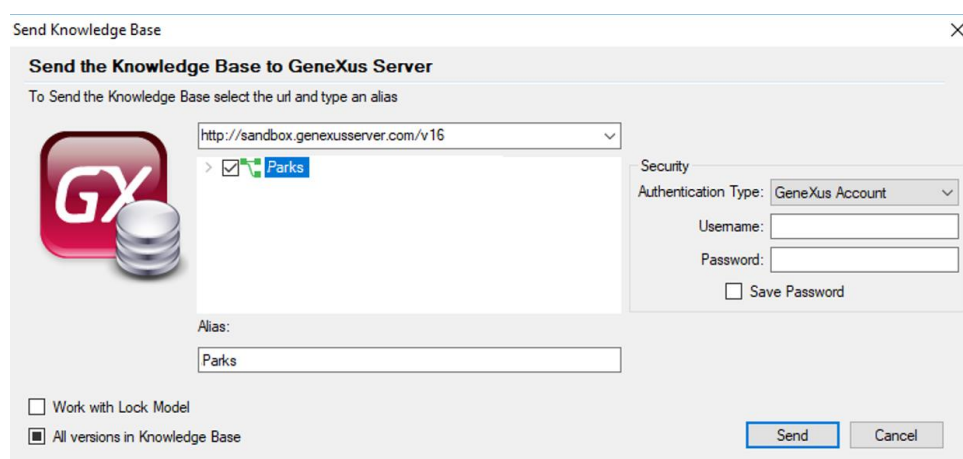 Send Knowledge Base
Send the Knowledge Base to GeneXus Server
To Send the Knowledge Base select the url and type an alias
http://sandbox.genexusserver.com/v16
Parks
Security
Authentication Type: GeneXus Account
Username:
Password:
Save Password
GX
Alias:
Parks
Work with Lock Model
All versions in Knowledge Base
Send Cancel